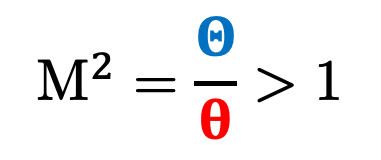 M² = Θ/θ > 1